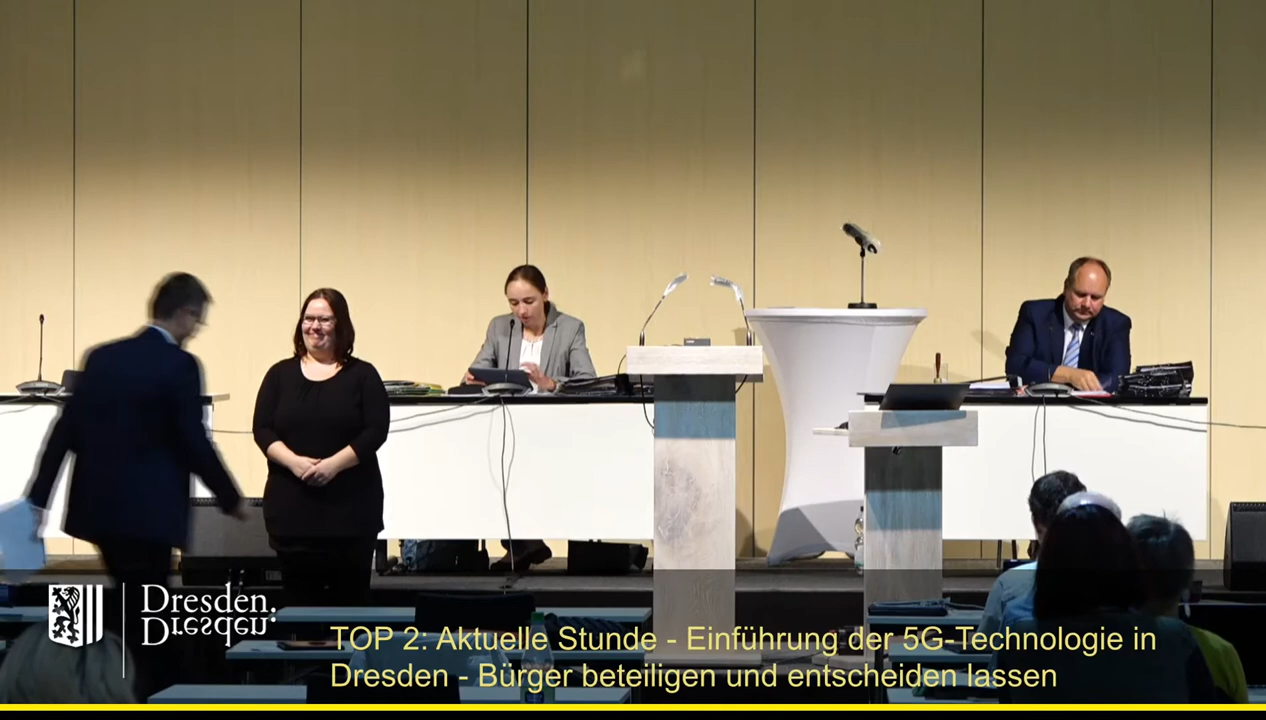 Dresden.
Dresden.
TOP 2: Aktuelle Stunde - Einführung der 5G-Technologie in
Dresden - Bürger beteiligen und entscheiden lassen